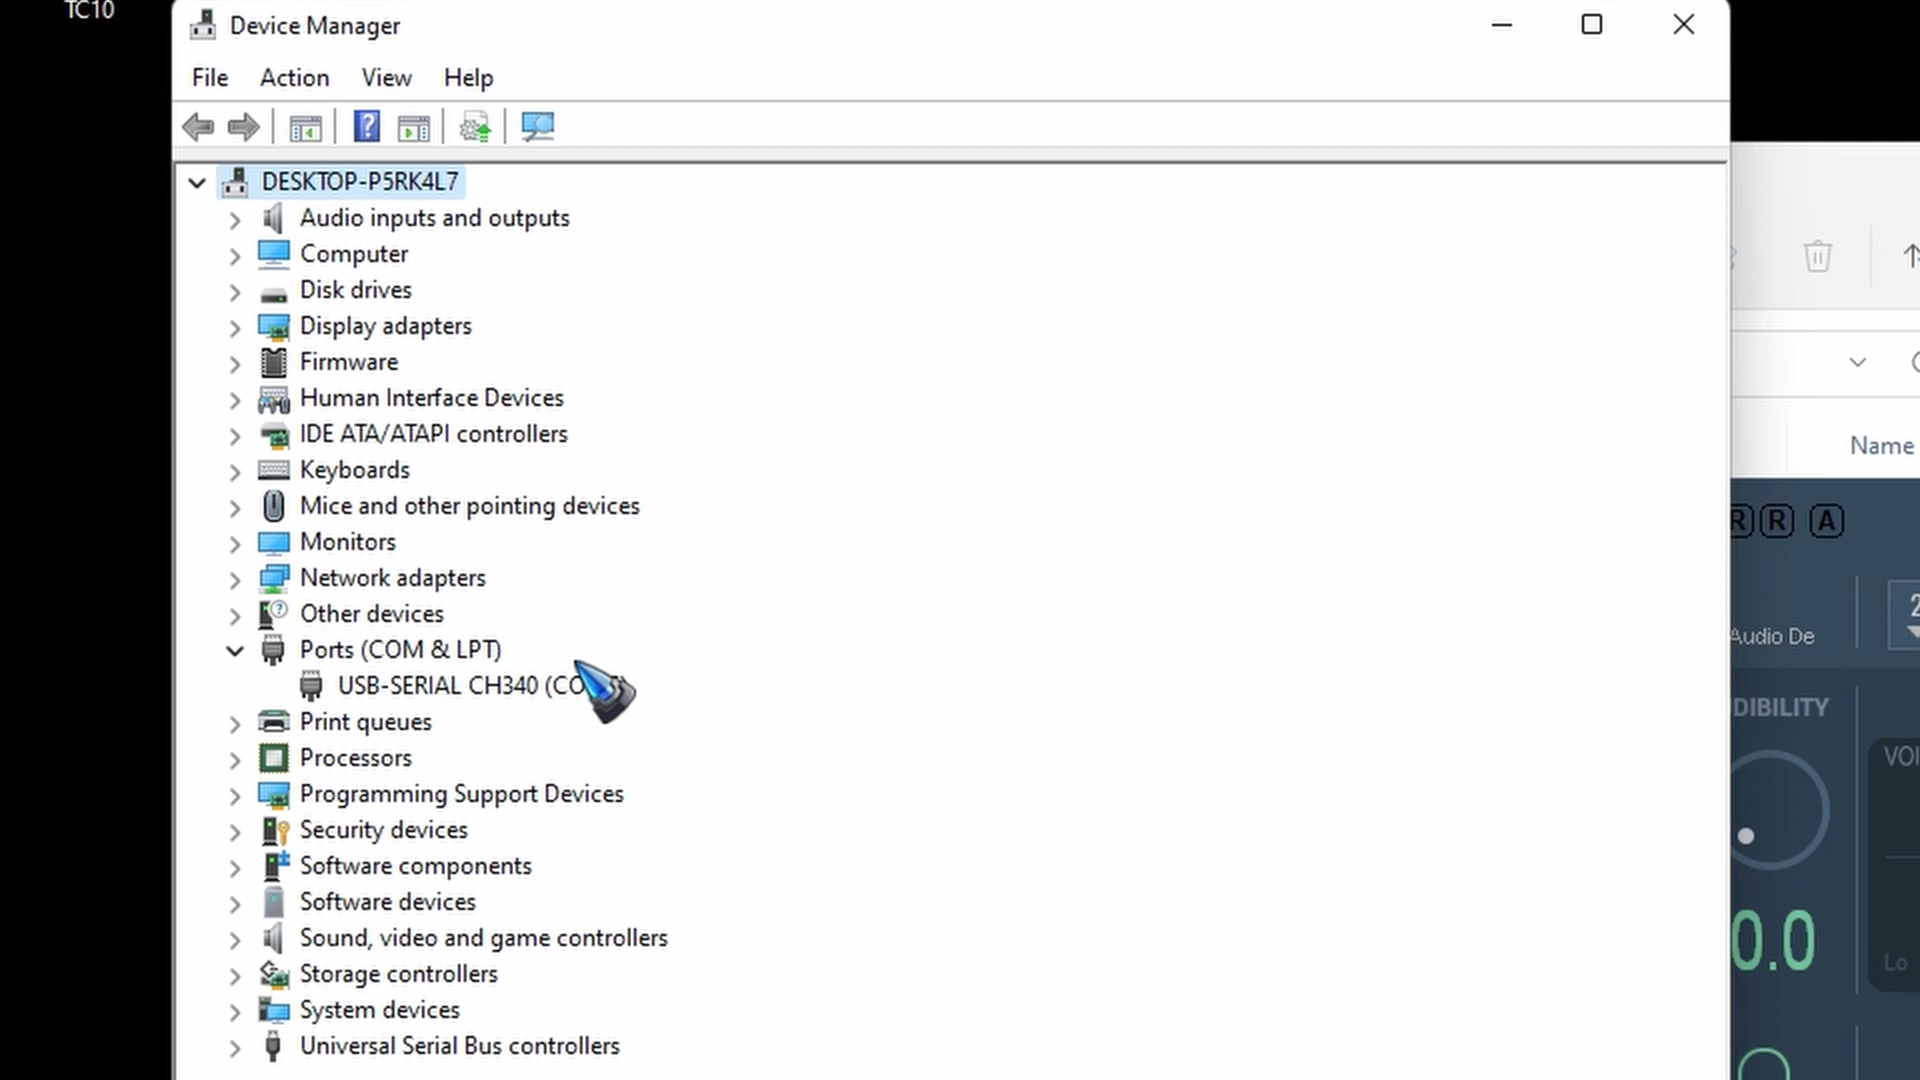 TC10
Device Manager
File Action View Help
DESKTOP-P5RK4L7
Audio inputs and outputs
Computer
Disk drives
Display adapters
Firmware
Human Interface Devices
IDE ATA/ATAPI controllers
Keyboards
Mice and other pointing devices
Monitors
Network adapters
Other devices
Ports (COM & LPT)
USB-SERIAL CH340
Print queues
Processors
Programming Support Devices
Security devices
Software components
Software devices
Sound, video and game controllers
Storage controllers
System devices
Universal Serial Bus controllers
Name
R R A
2
Audio De
DIBILITY
VOI
0.0
Lo